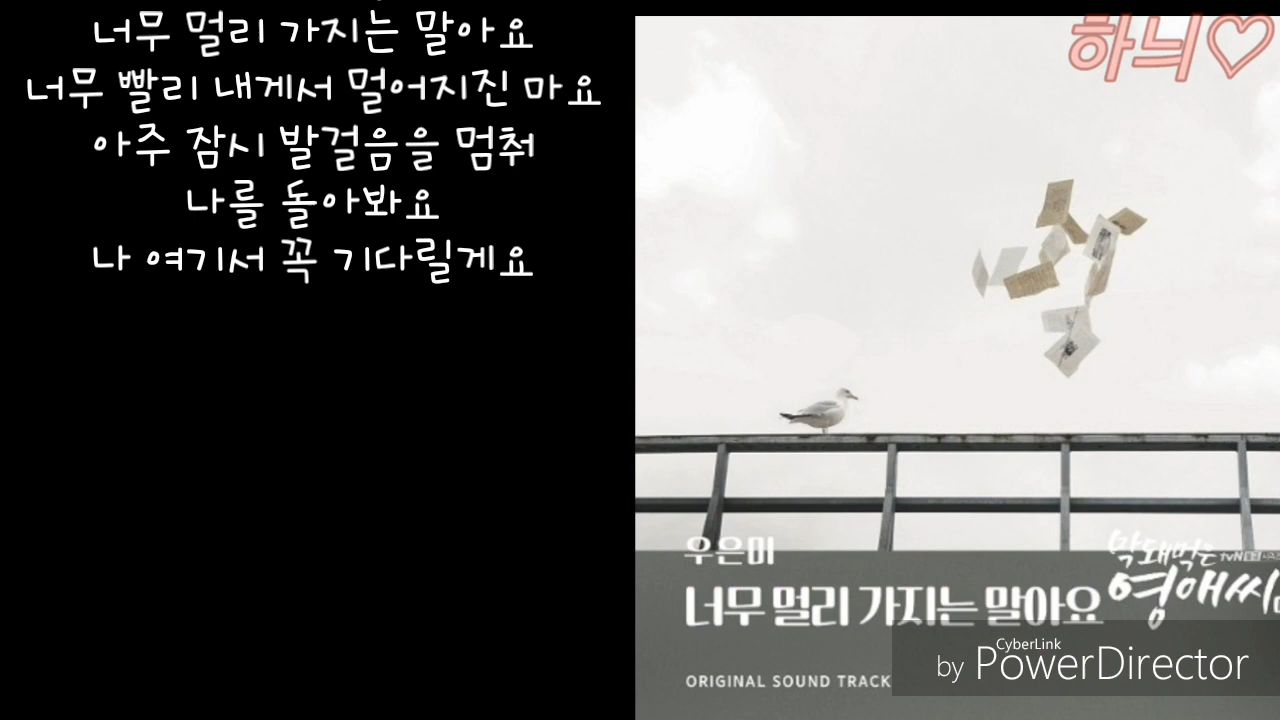 너무 멀리 가지는 말아요
너무 빨리 내게서 멀어지진 마요
아주 잠시 발걸음을 멈춰
나를 돌아봐요
나 여기서 꼭 기다릴게요
하늬♡
우은미
너무 멀리 가지는 말아요
막돼먹은 tvN
영애씨
ORIGINAL SOUND TRACK
CyberLink
by PowerDirector